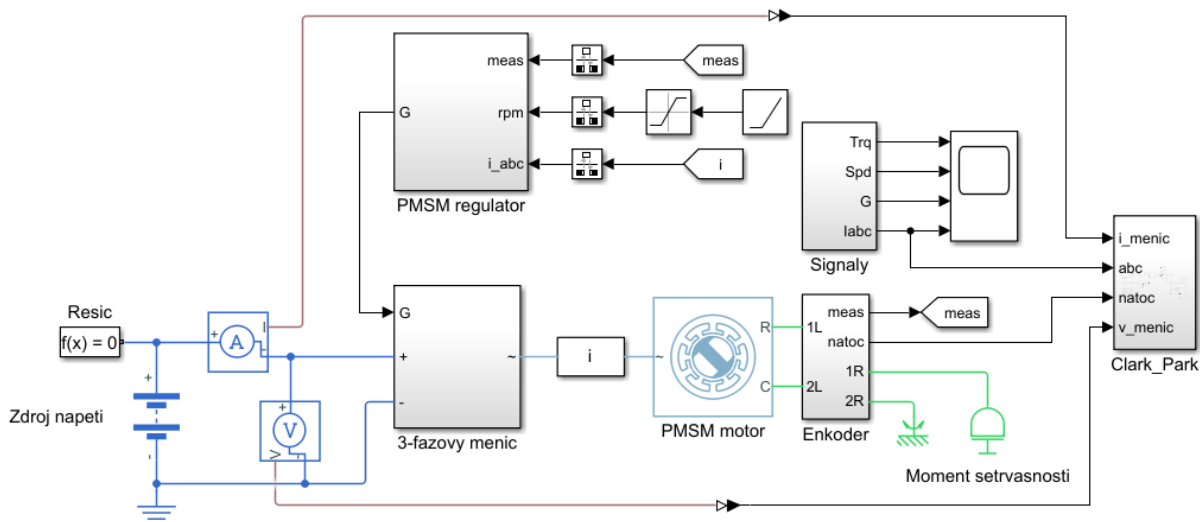 meas
meas
rpm
G
i_abc
i
PMSM regulator
Trq
Spd
G
Iabc
Signaly
i_menic
abc
natoc
v_menic
Clark_Park
Resic
f(x) = 0
+
A
I
-
G
+
~
-
3-fazovy menic
i
~
R
C
PMSM motor
1L
2L
meas
natoc
1R
2R
Enkoder
meas
Moment setrvasnosti
+
Zdroj napeti
-
+
V
V
-